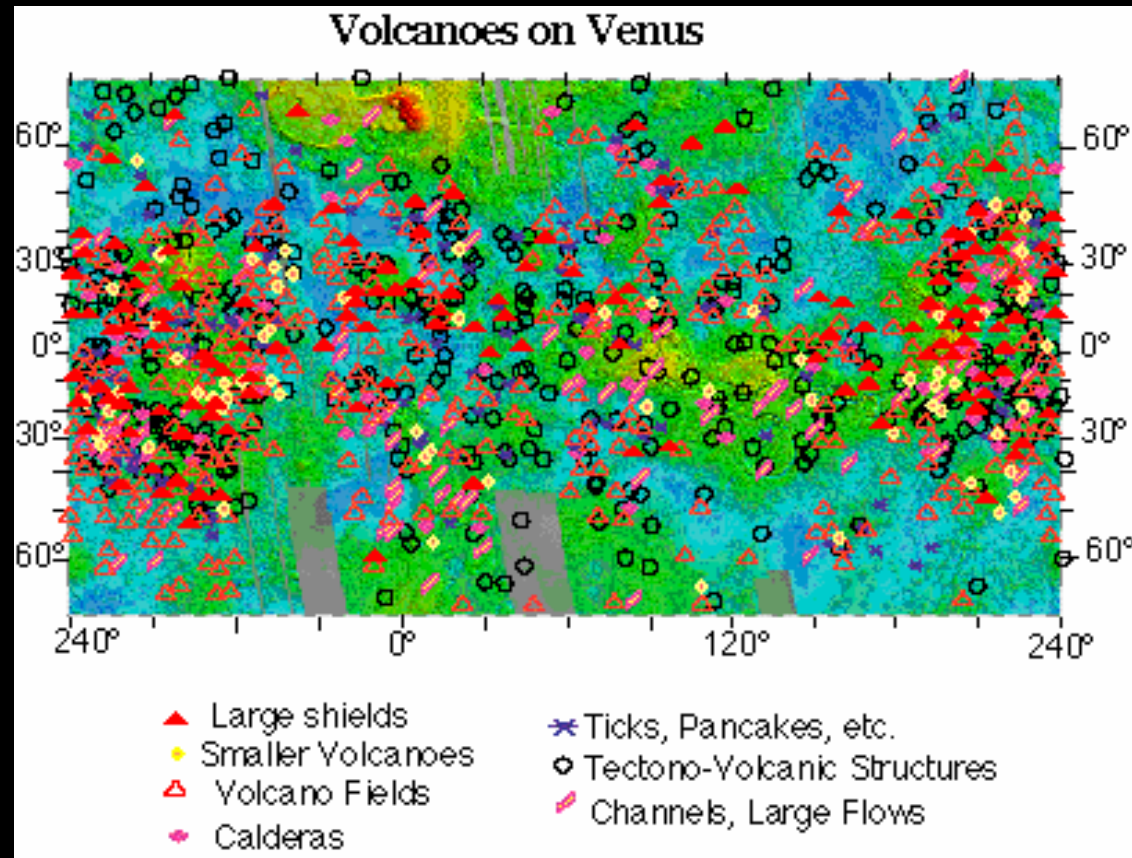 Volcanoes on Venus
60° 60°
30° 30°
0° 0°
30° 30°
60° 60°
240° 0° 120° 240°
Large shields
Smaller Volcanoes
Volcano Fields
Calderas
Ticks, Pancakes, etc.
Tectono-Volcanic Structures
Channels, Large Flows